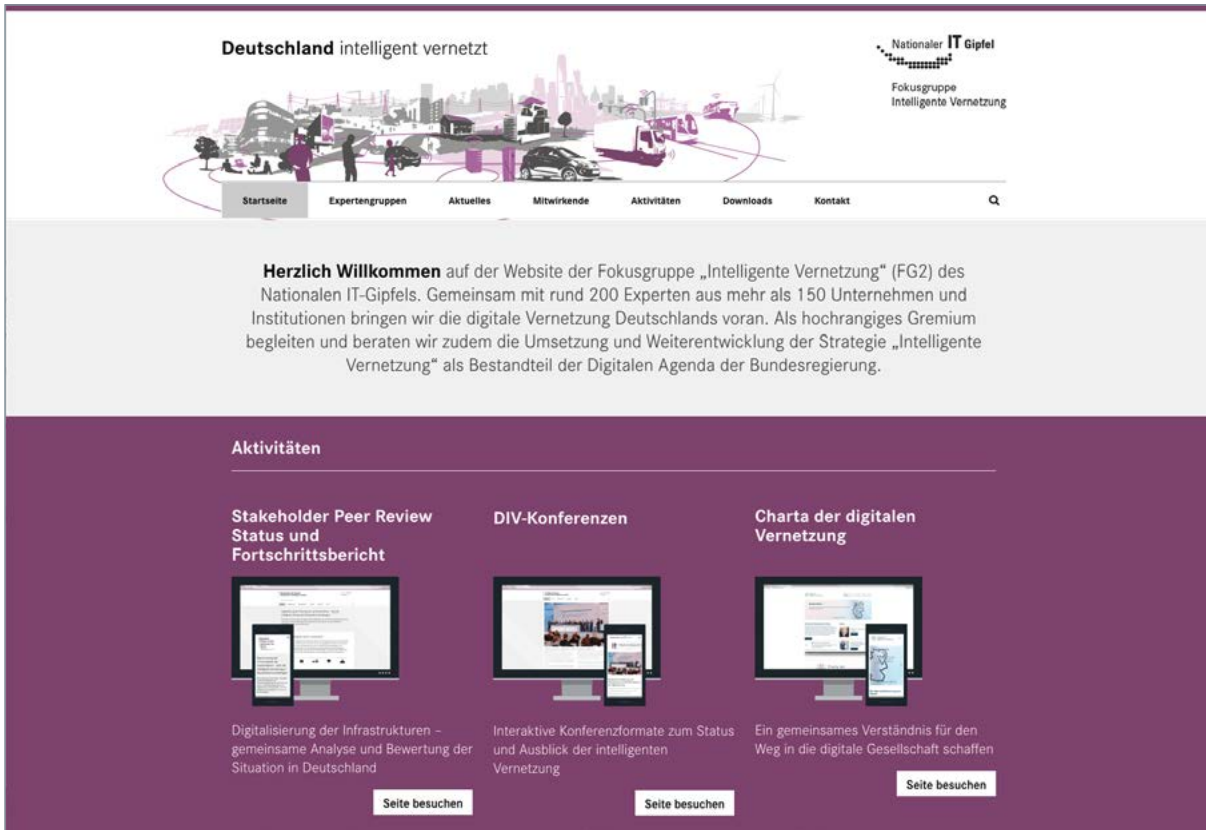 Deutschland intelligent vernetzt
Nationaler IT Gipfel
Fokusgruppe
Intelligente Vernetzung
Startseite Expertengruppen Aktuelles Mitwirkende Aktivitäten Downloads Kontakt
Herzlich Willkommen auf der Website der Fokusgruppe „Intelligente Vernetzung“ (FG2) des
Nationalen IT-Gipfels. Gemeinsam mit rund 200 Experten aus mehr als 150 Unternehmen und
Institutionen bringen wir die digitale Vernetzung Deutschlands voran. Als hochrangiges Gremium
begleiten und beraten wir zudem die Umsetzung und Weiterentwicklung der Strategie „Intelligente
Vernetzung“ als Bestandteil der Digitalen Agenda der Bundesregierung.
Aktivitäten
Stakeholder Peer Review
Status und
Fortschrittsbericht
Digitalisierung der Infrastrukturen –
gemeinsame Analyse und Bewertung der
Situation in Deutschland
Seite besuchen
DIV-Konferenzen
Interaktive Konferenzformate zum Status
und Ausblick der intelligenten
Vernetzung
Seite besuchen
Charta der digitalen
Vernetzung
Ein gemeinsames Verständnis für den
Weg in die digitale Gesellschaft schaffen
Seite besuchen